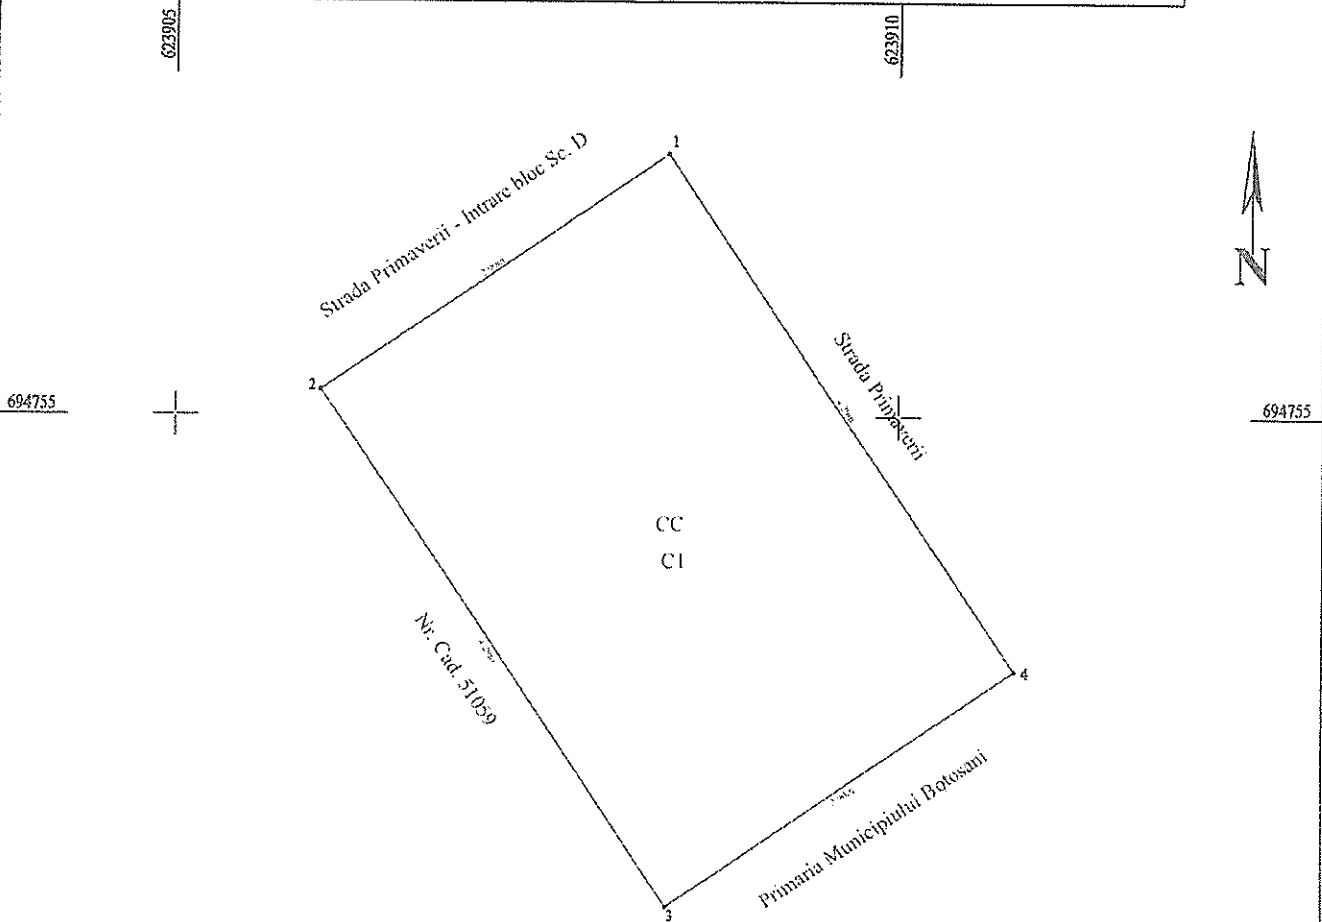 623905
623910
1
Strada Primaverii - Intrare bloc Sc. D
N
2
Strada Primaverii
694755
694755
CC
C1
Nr. Cad. 51059
4
Primaria Municipiului Botosani
3